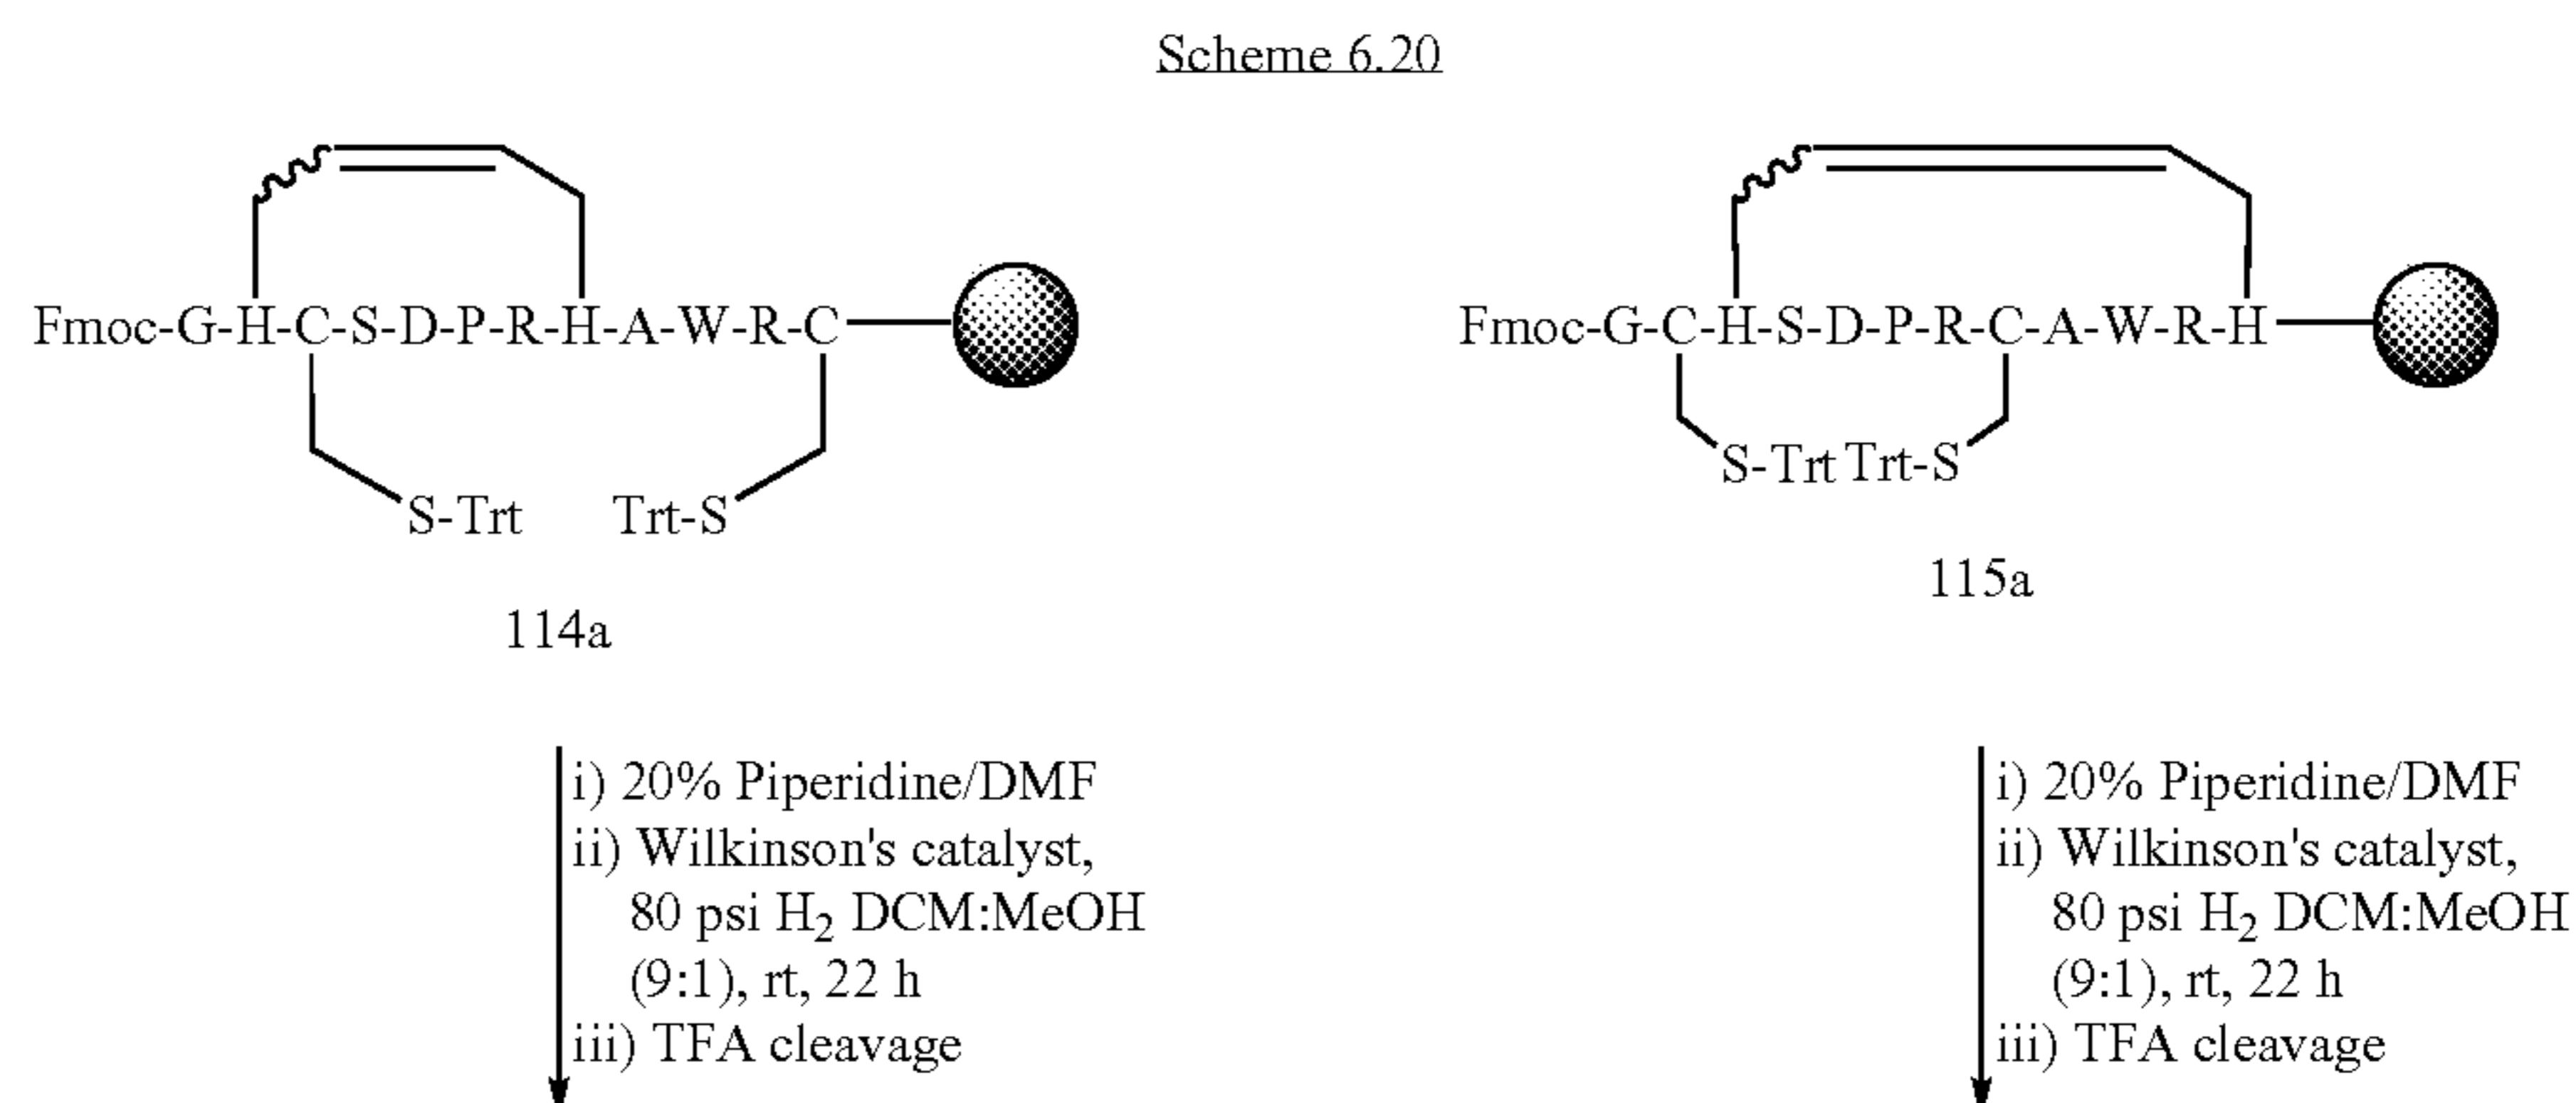 Scheme 6.20
Fmoc-G-H-C-S-D-P-R-H-A-W-R-C
S-Trt Trt-S
114a
i) 20% Piperidine/DMF
ii) Wilkinson's catalyst,
80 psi H₂ DCM:MeOH
(9:1), rt, 22 h
iii) TFA cleavage
Fmoc-G-C-H-S-D-P-R-C-A-W-R-H
S-Trt Trt-S
115a
i) 20% Piperidine/DMF
ii) Wilkinson's catalyst,
80 psi H₂ DCM:MeOH
(9:1), rt, 22 h
iii) TFA cleavage